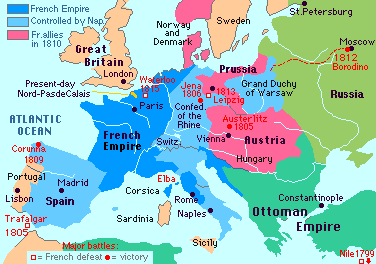 French Empire
Controlled by Nap.
Fr.allies
in 1810
Norway
and
Denmark
Sweden
St.Petersburg
Moscow
1812
Borodino
Great
Britain
London
Prussia
Russia
Waterloo
1815
Jena
1806
1813
Leipzig
Grand Duchy
of Warsaw
Present-day
Nord-PasdeCalais
Paris
Confed.
of the
Rhine
Austerlitz
1805
ATLANTIC
OCEAN
French
Empire
Switz.
Vienna
Austria
Hungary
Corunna
1809
Portugal
Lisbon
Madrid
Spain
Elba
Corsica
Rome
Naples
Sardinia
Sicily
Constantinople
Ottoman
Empire
Trafalgar
1805
Major battles:
= French defeat = victory
Nile1799